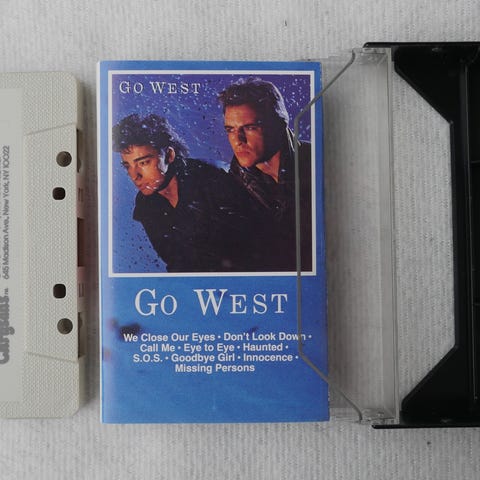 Go West
Go West
We Close Our Eyes • Don't Look Down •
Call Me • Eye to Eye • Haunted •
S.O.S. • Goodbye Girl • Innocence •
Missing Persons
Chrysalis
645 Madison Ave., New York, NY 10022